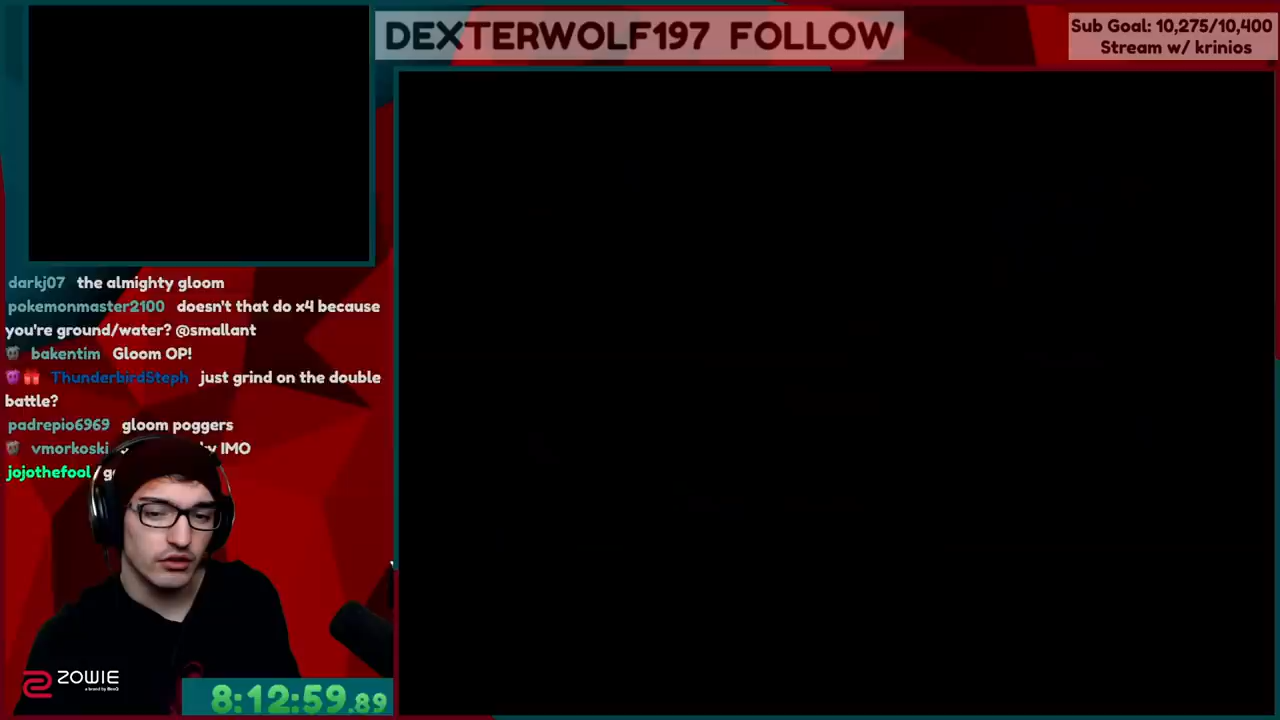 DEXTERWOLF197 FOLLOW
Sub Goal: 10,275/10,400
Stream w/ krinios
darkj07 the almighty gloom
pokemonmaster2100 doesn't that do x4 because
you're ground/water? @smallant
bakentim Gloom OP!
ThunderbirdSteph just grind on the double
battle?
padrepio6969 gloom poggers
vmorkoski IMO
jojothefool
ZOWIE
8:12:59.89